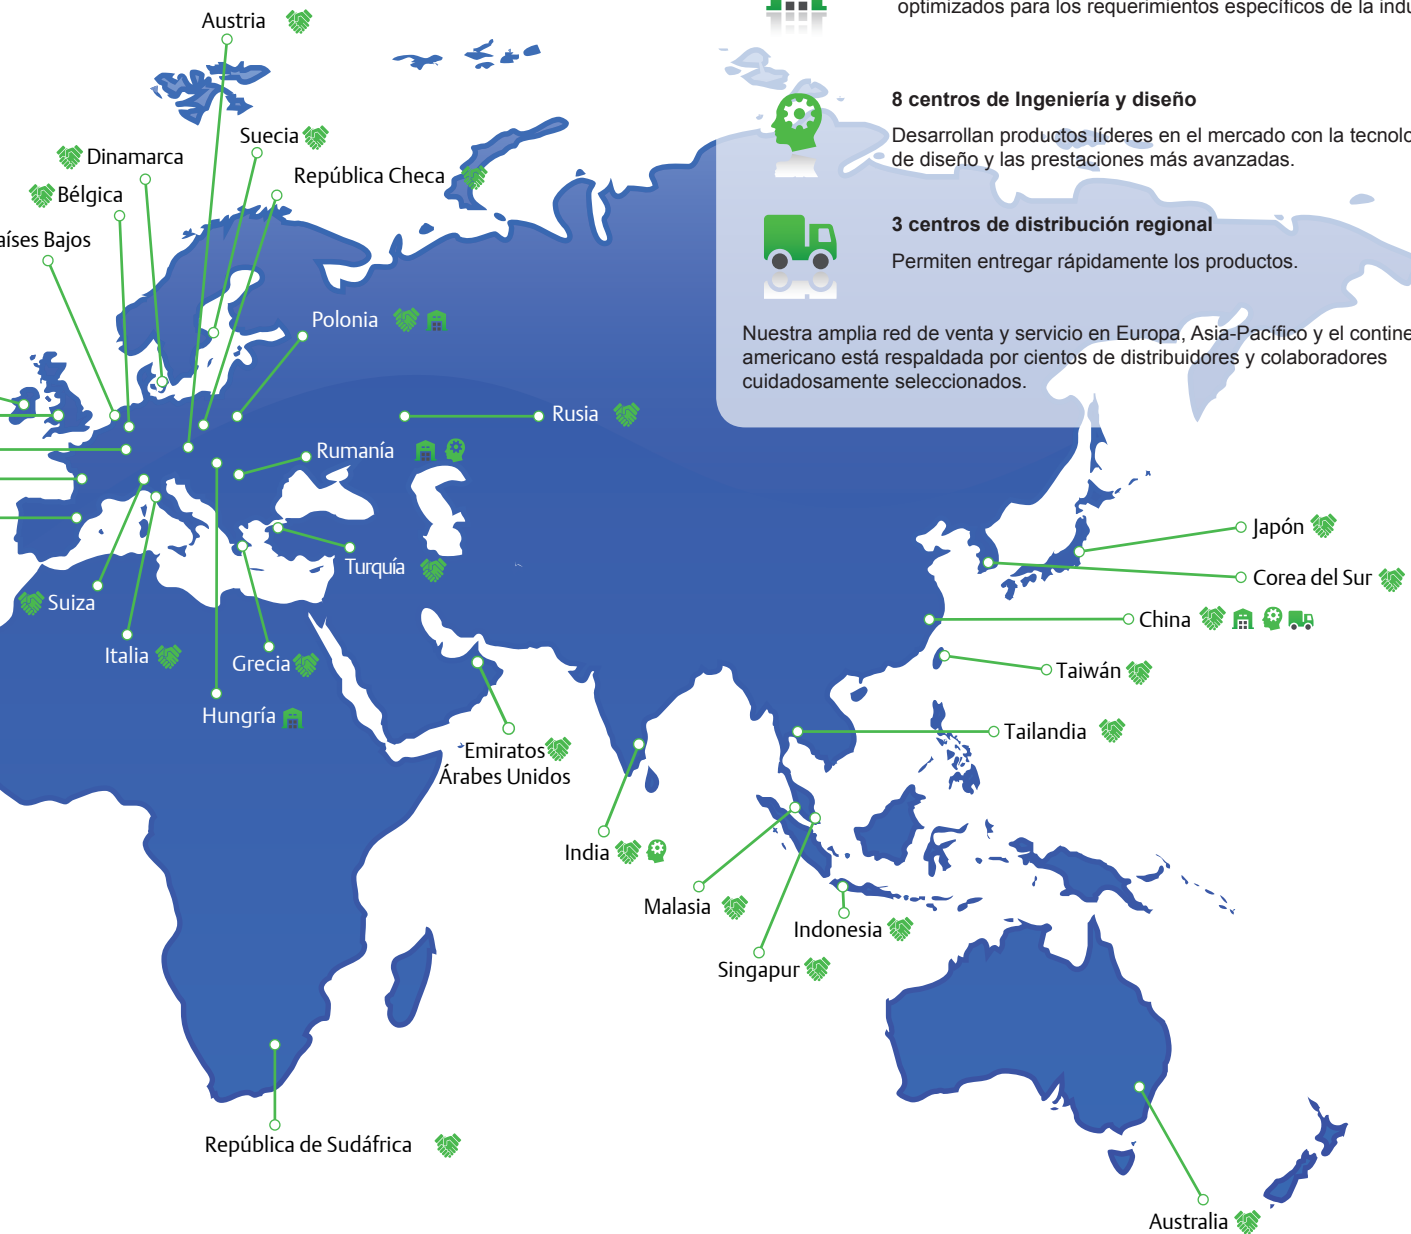 optimizados para los requerimientos específicos de la
8 centros de Ingeniería y diseño
Desarrollan productos líderes en el mercado con la
de diseño y las prestaciones más avanzadas.
3 centros de distribución regional
Permiten entregar rápidamente los productos.
Nuestra amplia red de venta y servicio en Europa, Asia-Pacífico y el
americano está respaldada por cientos de distribuidores y colaboradores
cuidadosamente seleccionados.
Austria
Suecia
Dinamarca
República Checa
Bélgica
aíses Bajos
Polonia
Rusia
Rumanía
Turquía
Suiza
Italia
Grecia
Hungría
Emiratos
Árabes Unidos
Japón
Corea del Sur
China
Taiwán
Tailandia
India
Malasia
Indonesia
Singapur
República de Sudáfrica
Australia